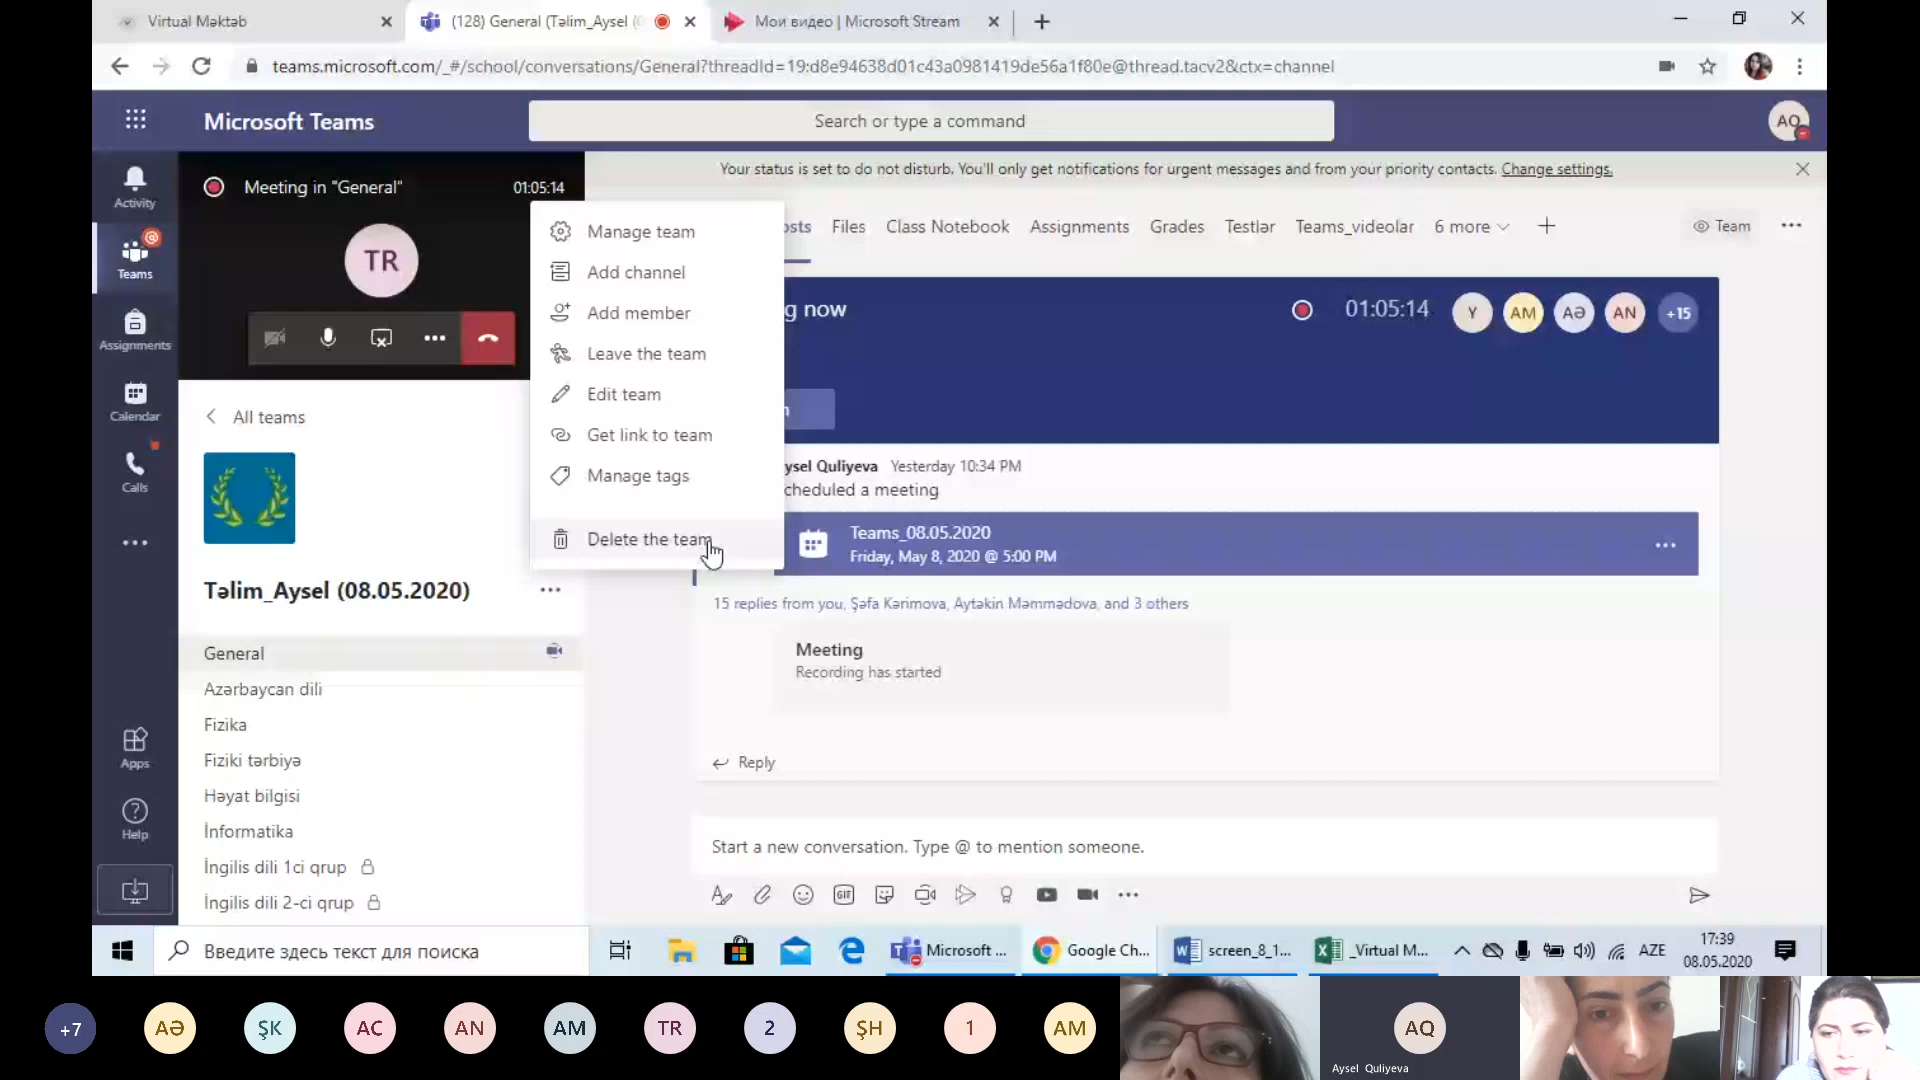 Virtual Məktəb
(128) General (Təlim_Aysel (
Мои видео | Microsoft Stream
teams.microsoft.com/_#/school/conversations/General?threadId=19:d8e94638d01c43a0981419de56a1f80e@thread.tacv2&ctx=channel
Microsoft Teams
Search or type a command
AQ
Your status is set to do not disturb. You'll only get notifications for urgent messages and from your priority contacts. Change settings.
Activity
Teams
Assignments
Calendar
Calls
Apps
Help
Meeting in "General"
01:05:14
TR
All teams
Təlim_Aysel (08.05.2020)
General
Azərbaycan dili
Fizika
Fiziki tərbiyə
Həyat bilgisi
İnformatika
İngilis dili 1ci qrup
İngilis dili 2-ci qrup
Manage team
Add channel
Add member
Leave the team
Edit team
Get link to team
Manage tags
Delete the team
osts Files Class Notebook Assignments Grades Testlər Teams_videolar 6 more
Team
g now
01:05:14
Y AM AƏ AN +15
n
ysel Quliyeva Yesterday 10:34 PM
cheduled a meeting
Teams_08.05.2020
Friday, May 8, 2020 @ 5:00 PM
15 replies from you, Şəfa Kərimova, Aytəkin Məmmədova, and 3 others
Meeting
Recording has started
Reply
Start a new conversation. Type @ to mention someone.
GIF
Введите здесь текст для поиска
Microsoft ...
Google Ch...
screen_8_1...
_Virtual M...
AZE
17:39
08.05.2020
+7 AƏ ŞK AC AN AM TR 2 ŞH 1 AM AQ
Aysel Quliyeva